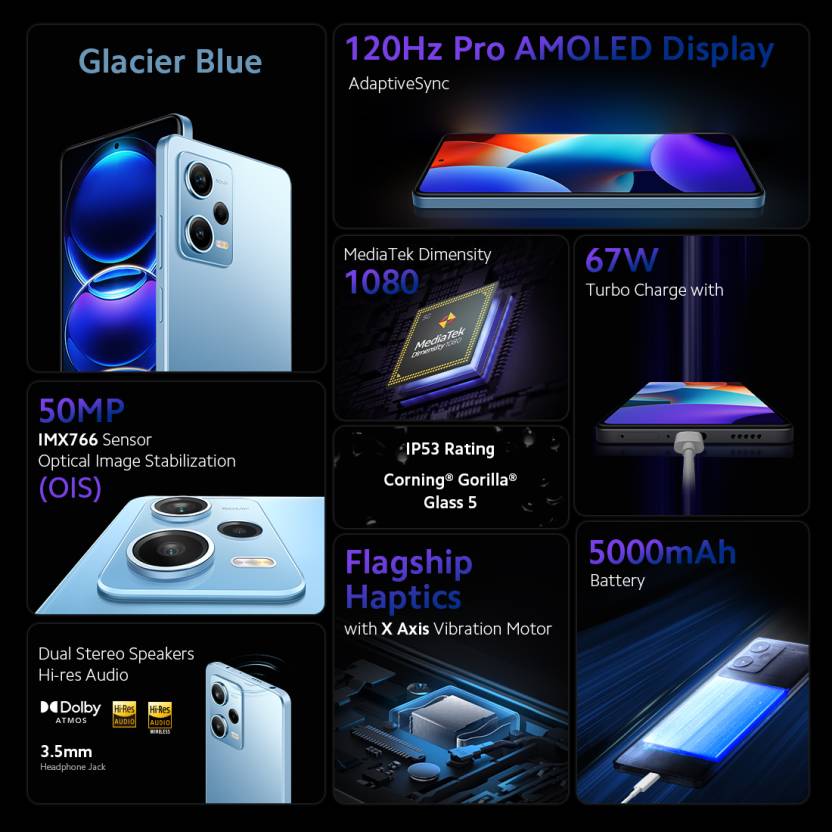 Glacier Blue
120Hz Pro AMOLED Display
AdaptiveSync
MediaTek Dimensity
1080
MediaTek
Dimensity 1080
67W
Turbo Charge with
50MP
IMX766 Sensor
Optical Image Stabilization
(OIS)
50MP
IP53 Rating
Corning® Gorilla®
Glass 5
Flagship
Haptics
with X Axis Vibration Motor
5000mAh
Battery
Dual Stereo Speakers
Hi-res Audio
Dolby
ATMOS
Hi-Res
AUDIO
Hi-Res
AUDIO
WIRELESS
3.5mm
Headphone Jack